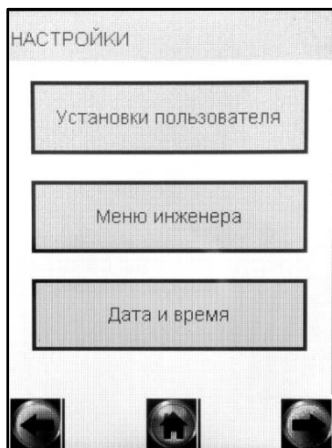 НАСТРОЙКИ
Установки пользователя
Меню инженера
Дата и время